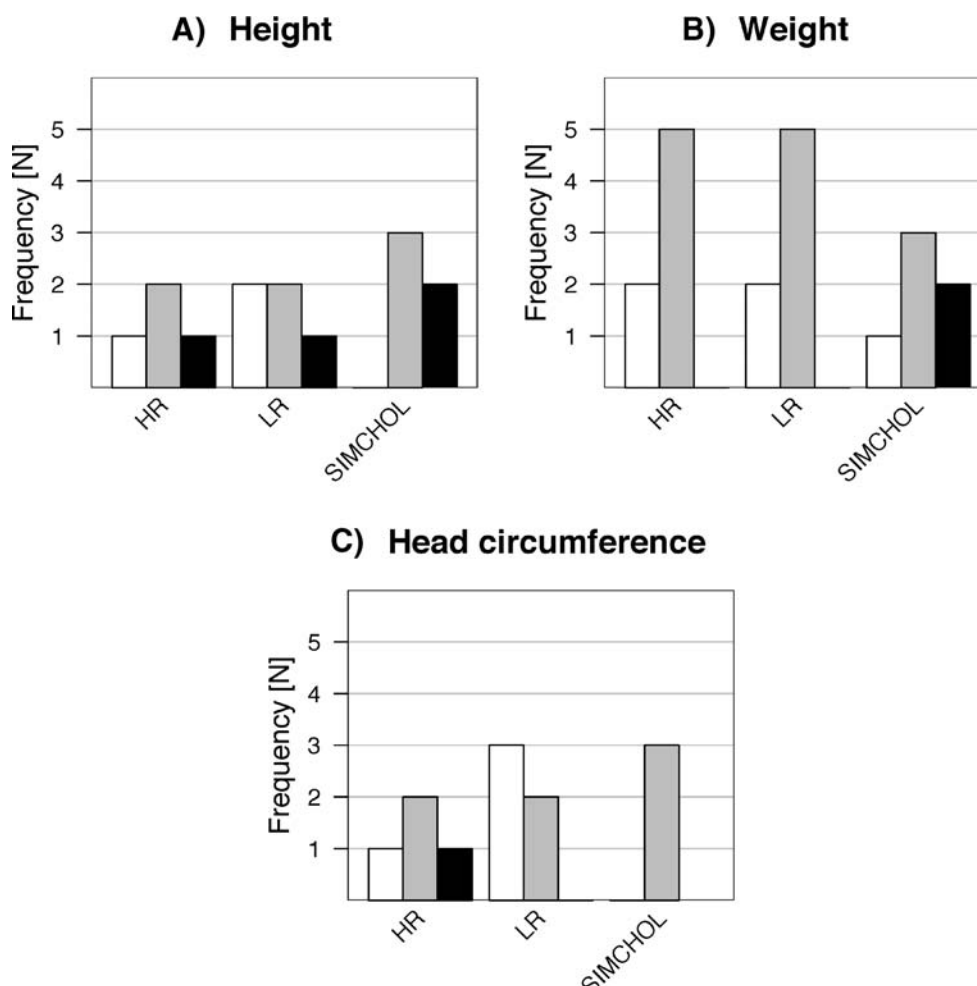 A) Height
Frequency [N]
5
4
3
2
1
HR
LR
SIMCHOL
B) Weight
Frequency [N]
5
4
3
2
1
HR
LR
SIMCHOL
C) Head circumference
Frequency [N]
5
4
3
2
1
HR
LR
SIMCHOL